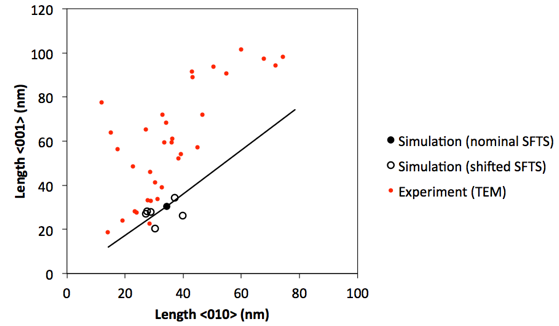 120
100
80
60
40
20
0
Length <001> (nm)
0 20 40 60 80 100
Length <010> (nm)
Simulation (nominal SFTS)
Simulation (shifted SFTS)
Experiment (TEM)